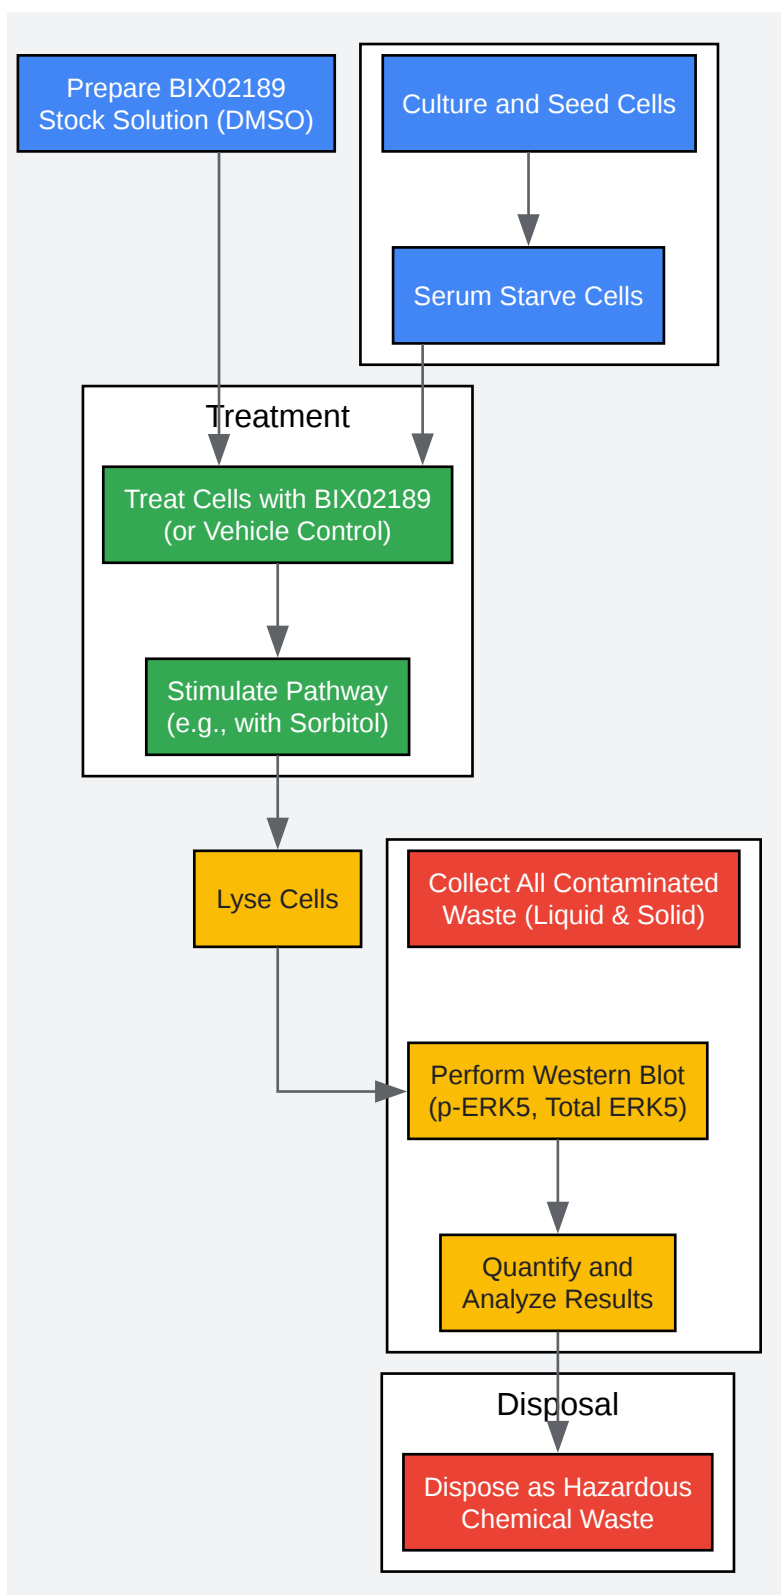 Prepare BIX02189
Stock Solution (DMSO)
Culture and Seed Cells
Serum Starve Cells
Treatment
Treat Cells with BIX02189
(or Vehicle Control)
Stimulate Pathway
(e.g., with Sorbitol)
Lyse Cells
Collect All Contaminated
Waste (Liquid & Solid)
Perform Western Blot
(p-ERK5, Total ERK5)
Quantify and
Analyze Results
Disposal
Dispose as Hazardous
Chemical Waste